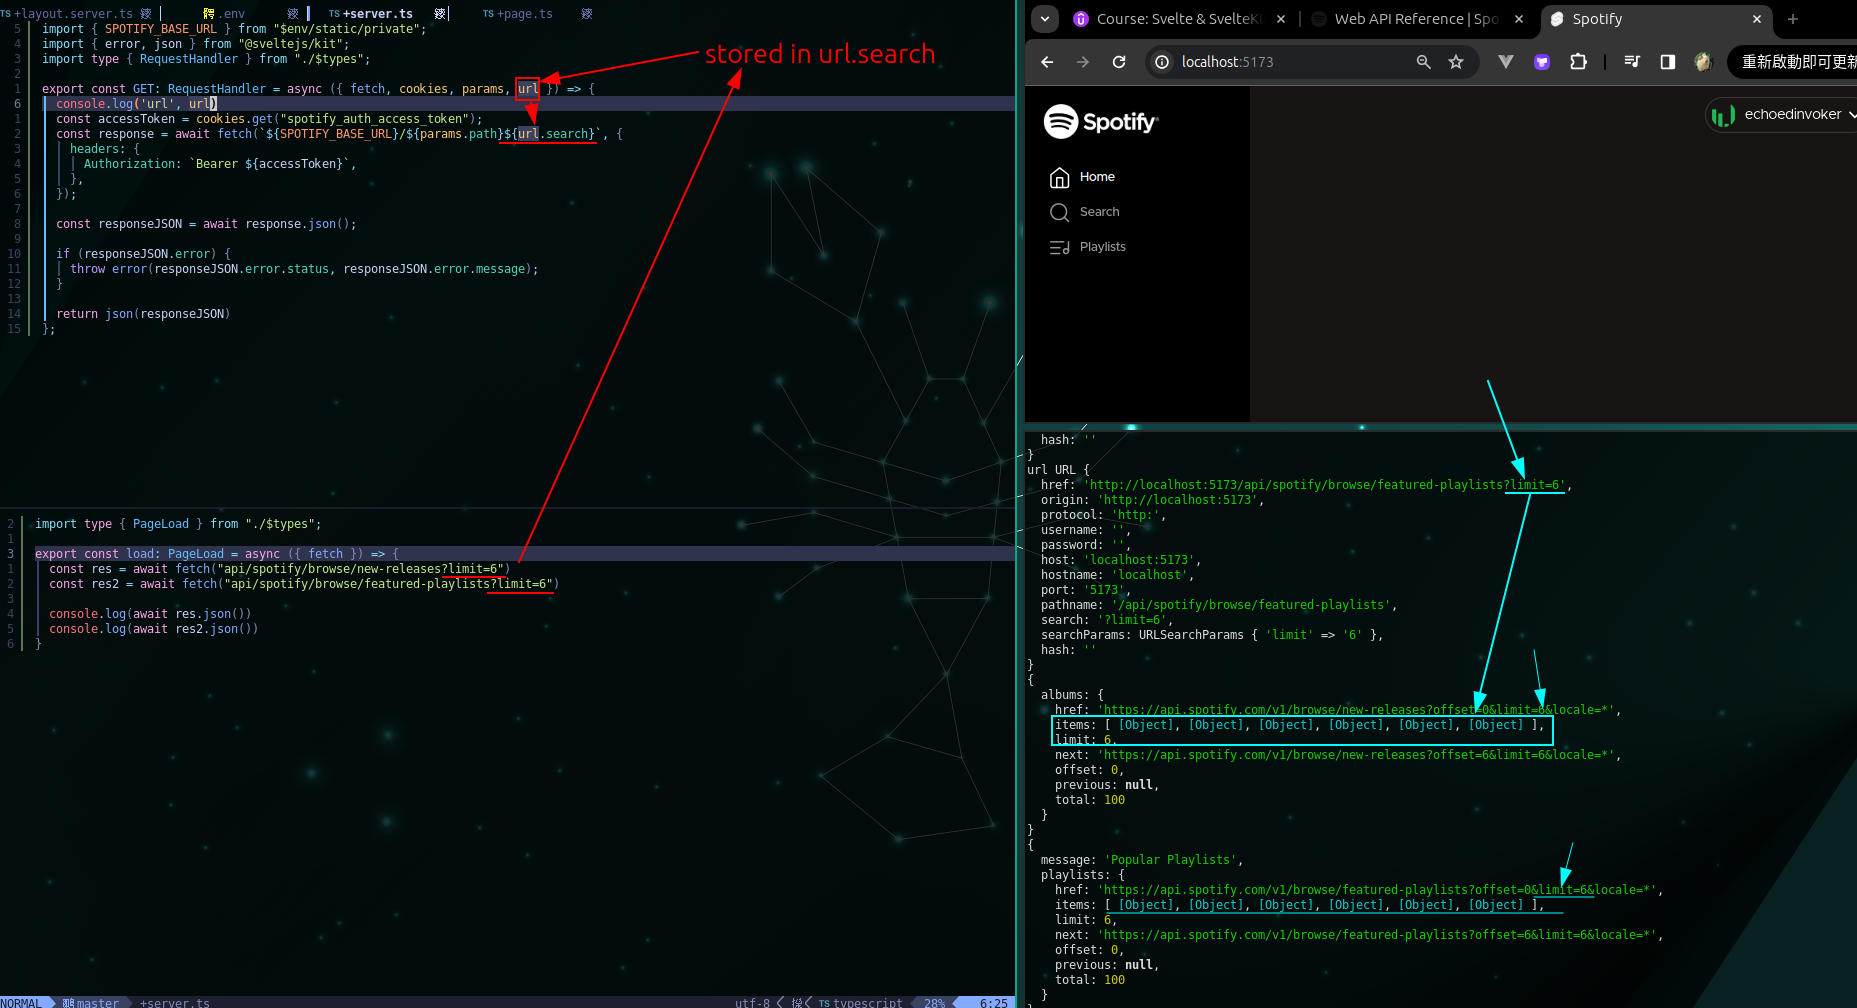 TS +layout.server.ts
.env
TS +server.ts
TS +page.ts
5 import { SPOTIFY_BASE_URL } from "$env/static/private";
4 import { error, json } from "@sveltejs/kit";
3 import type { RequestHandler } from "./$types";
2
1 export const GET: RequestHandler = async ({ fetch, cookies, params, url }) => {
6 console.log('url', url)
1 const accessToken = cookies.get("spotify_auth_access_token");
2 const response = await fetch(`${SPOTIFY_BASE_URL}/${params.path}${url.search}`, {
3 headers: {
4 Authorization: `Bearer ${accessToken}`,
5 },
6 });
7
8 const responseJSON = await response.json();
9
10 if (responseJSON.error) {
11 throw error(responseJSON.error.status, responseJSON.error.message);
12 }
13
14 return json(responseJSON)
15 };
stored in url.search
2 import type { PageLoad } from "./$types";
1
3 export const load: PageLoad = async ({ fetch }) => {
1 const res = await fetch("api/spotify/browse/new-releases?limit=6")
2 const res2 = await fetch("api/spotify/browse/featured-playlists?limit=6")
3
4 console.log(await res.json())
5 console.log(await res2.json())
6 }
NORMAL master +server.ts utf-8 TS typescript 28% 6:25
Course: Svelte & SvelteKi
Web API Reference | Spo
Spotify
localhost:5173
重新啟動即可更新
Spotify
echoedinvoker
Home
Search
Playlists
hash: ''
}
url URL {
href: 'http://localhost:5173/api/spotify/browse/featured-playlists?limit=6',
origin: 'http://localhost:5173',
protocol: 'http:',
username: '',
password: '',
host: 'localhost:5173',
hostname: 'localhost',
port: '5173',
pathname: '/api/spotify/browse/featured-playlists',
search: '?limit=6',
searchParams: URLSearchParams { 'limit' => '6' },
hash: ''
}
{
albums: {
href: 'https://api.spotify.com/v1/browse/new-releases?offset=0&limit=6&locale=*',
items: [ [Object], [Object], [Object], [Object], [Object], [Object] ],
limit: 6,
next: 'https://api.spotify.com/v1/browse/new-releases?offset=6&limit=6&locale=*',
offset: 0,
previous: null,
total: 100
}
}
{
message: 'Popular Playlists',
playlists: {
href: 'https://api.spotify.com/v1/browse/featured-playlists?offset=0&limit=6&locale=*',
items: [ [Object], [Object], [Object], [Object], [Object], [Object] ],
limit: 6,
next: 'https://api.spotify.com/v1/browse/featured-playlists?offset=6&limit=6&locale=*',
offset: 0,
previous: null,
total: 100
}